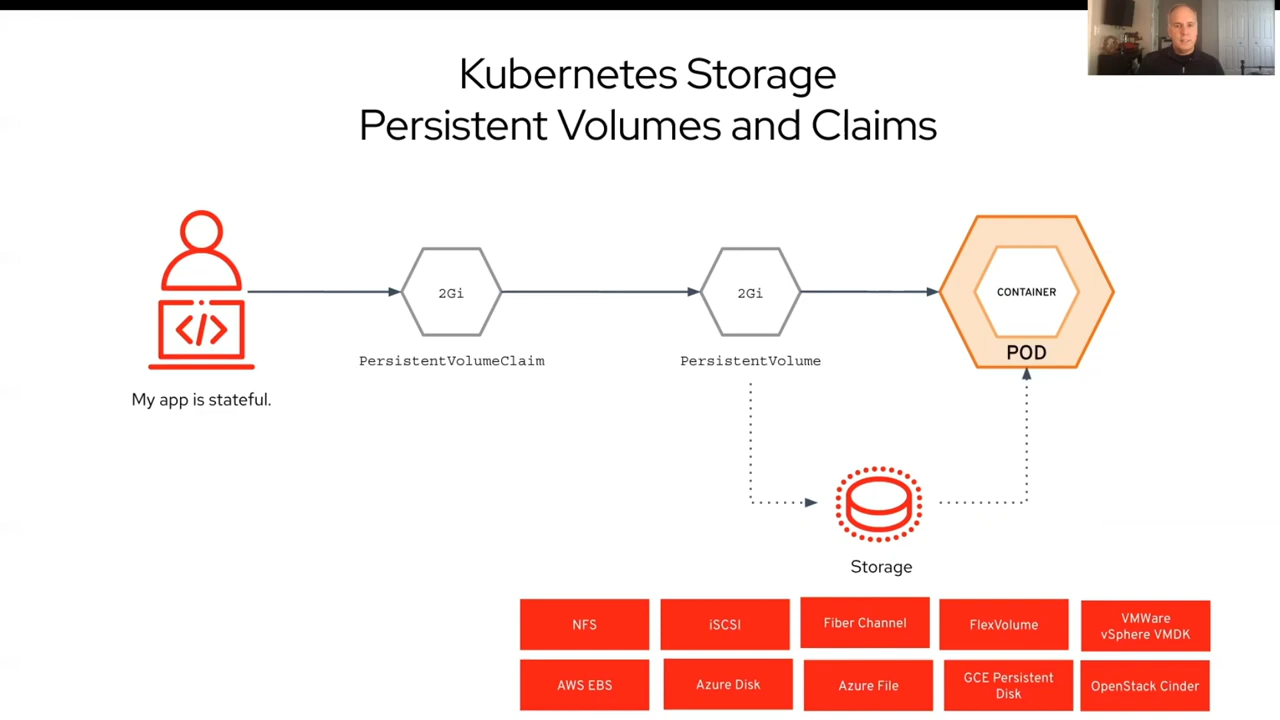 Kubernetes Storage
Persistent Volumes and Claims
</>
My app is stateful.
2Gi
PersistentVolumeClaim
2Gi
PersistentVolume
CONTAINER
POD
Storage
NFS
iSCSI
Fiber Channel
FlexVolume
VMWare
vSphere VMDK
AWS EBS
Azure Disk
Azure File
GCE Persistent
Disk
OpenStack Cinder